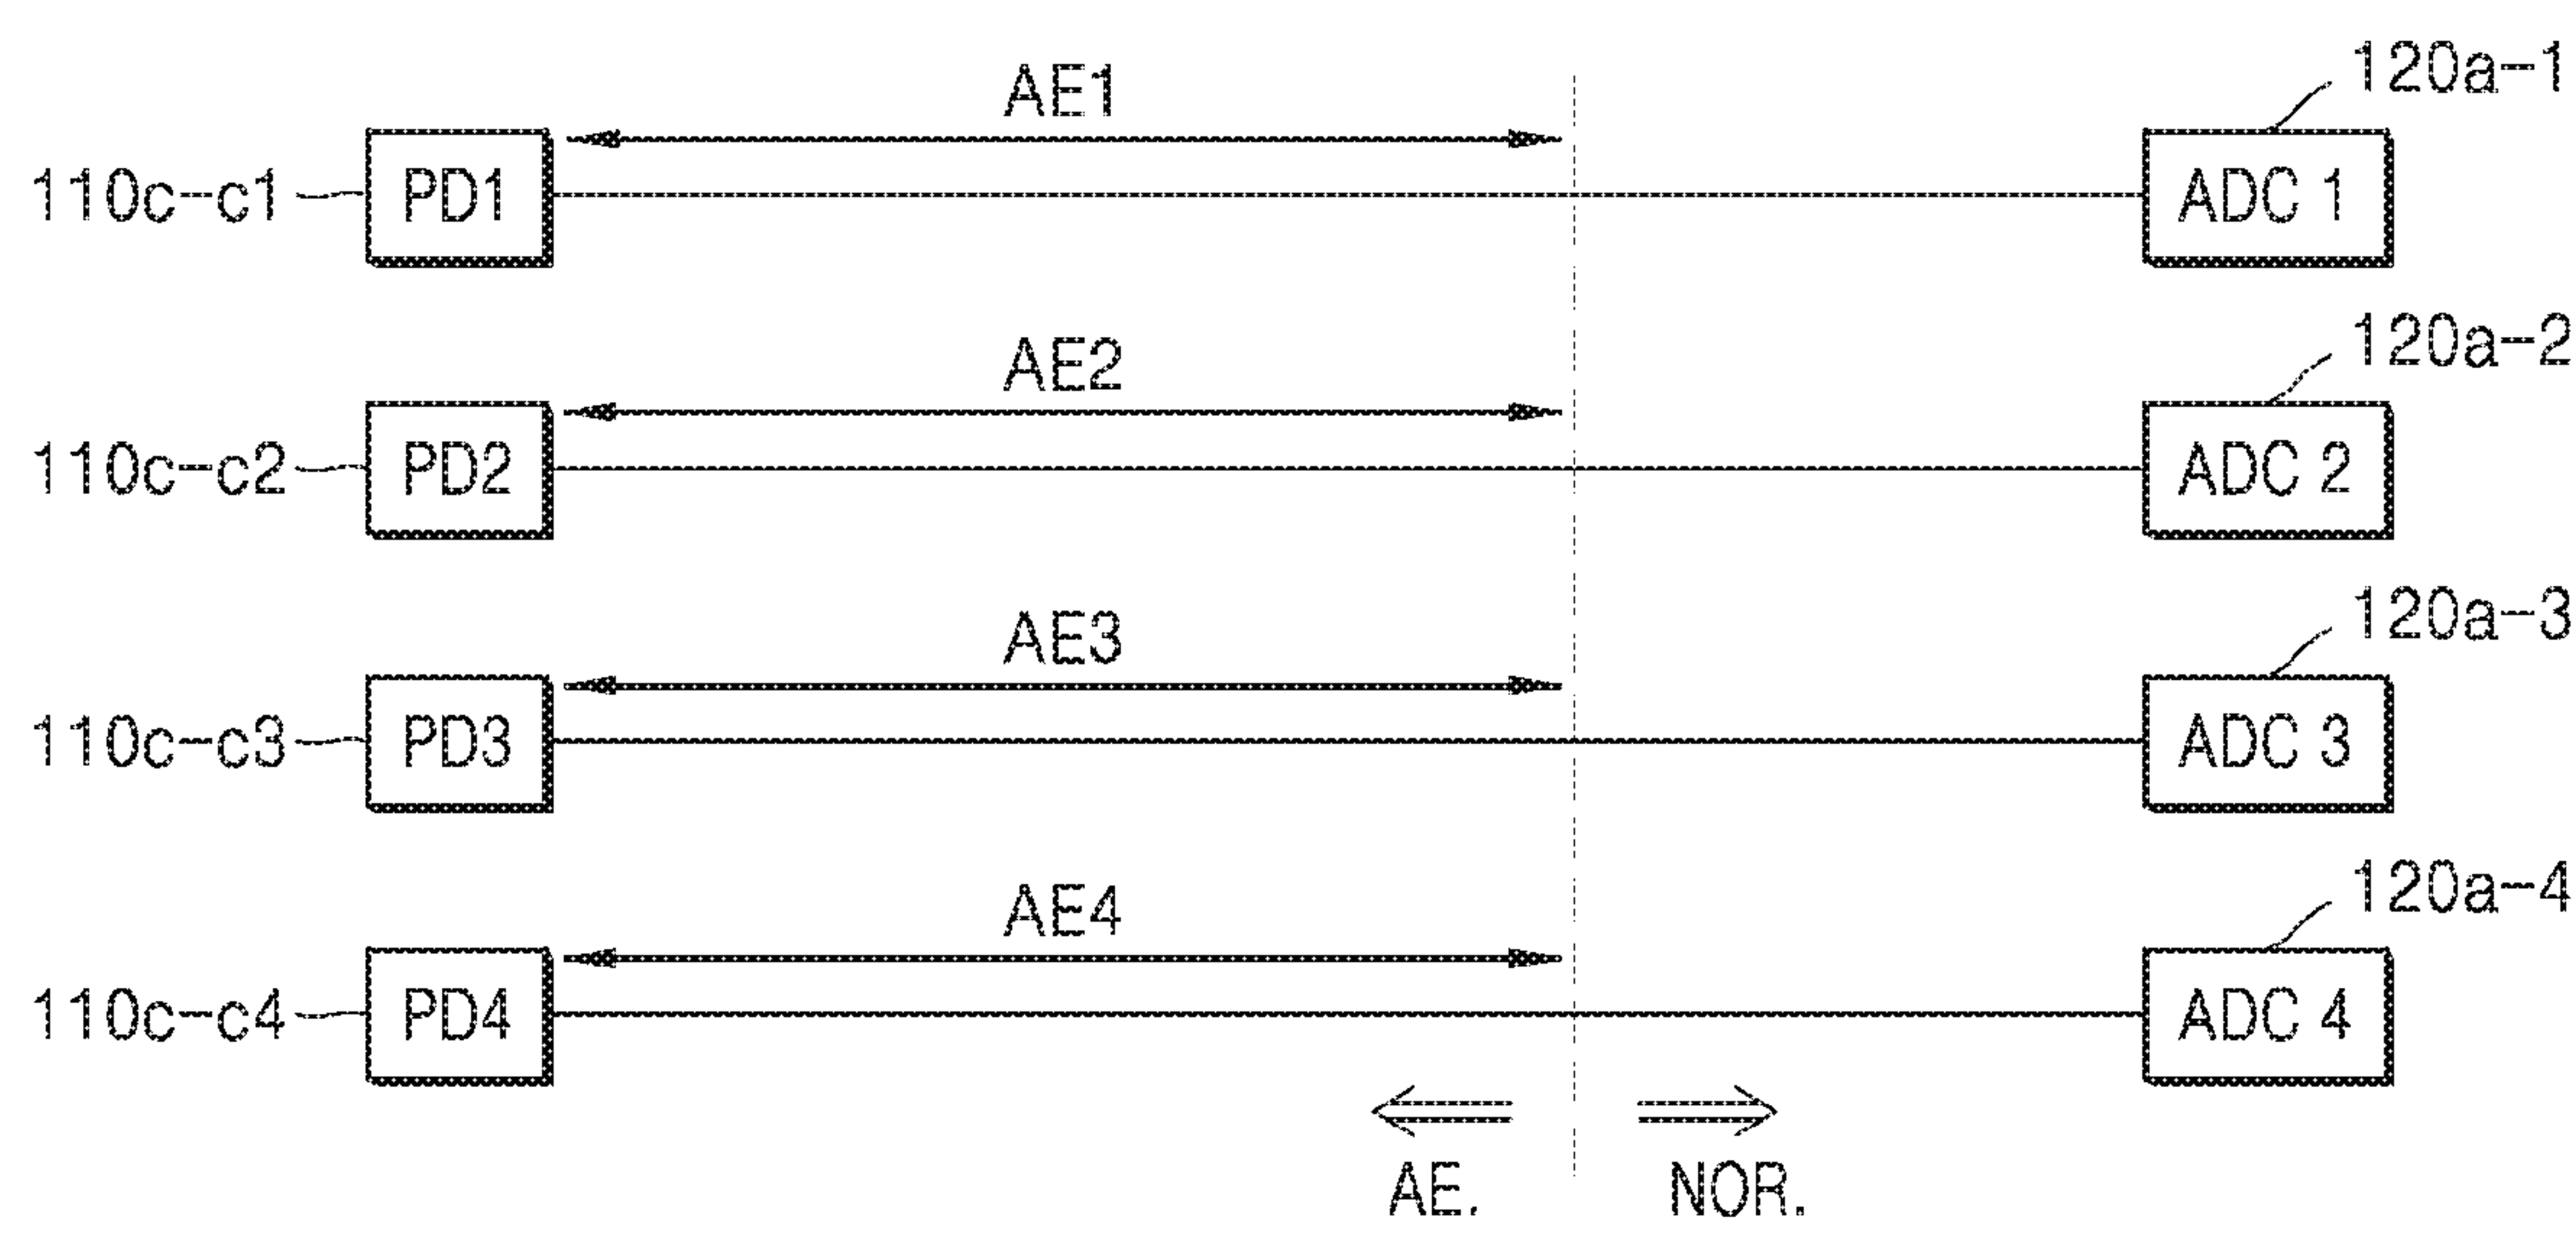 120a-1
AE1
110c-c1 PD1 ADC 1
120a-2
AE2
110c-c2 PD2 ADC 2
120a-3
AE3
110c-c3 PD3 ADC 3
120a-4
AE4
110c-c4 PD4 ADC 4
AE. NOR.